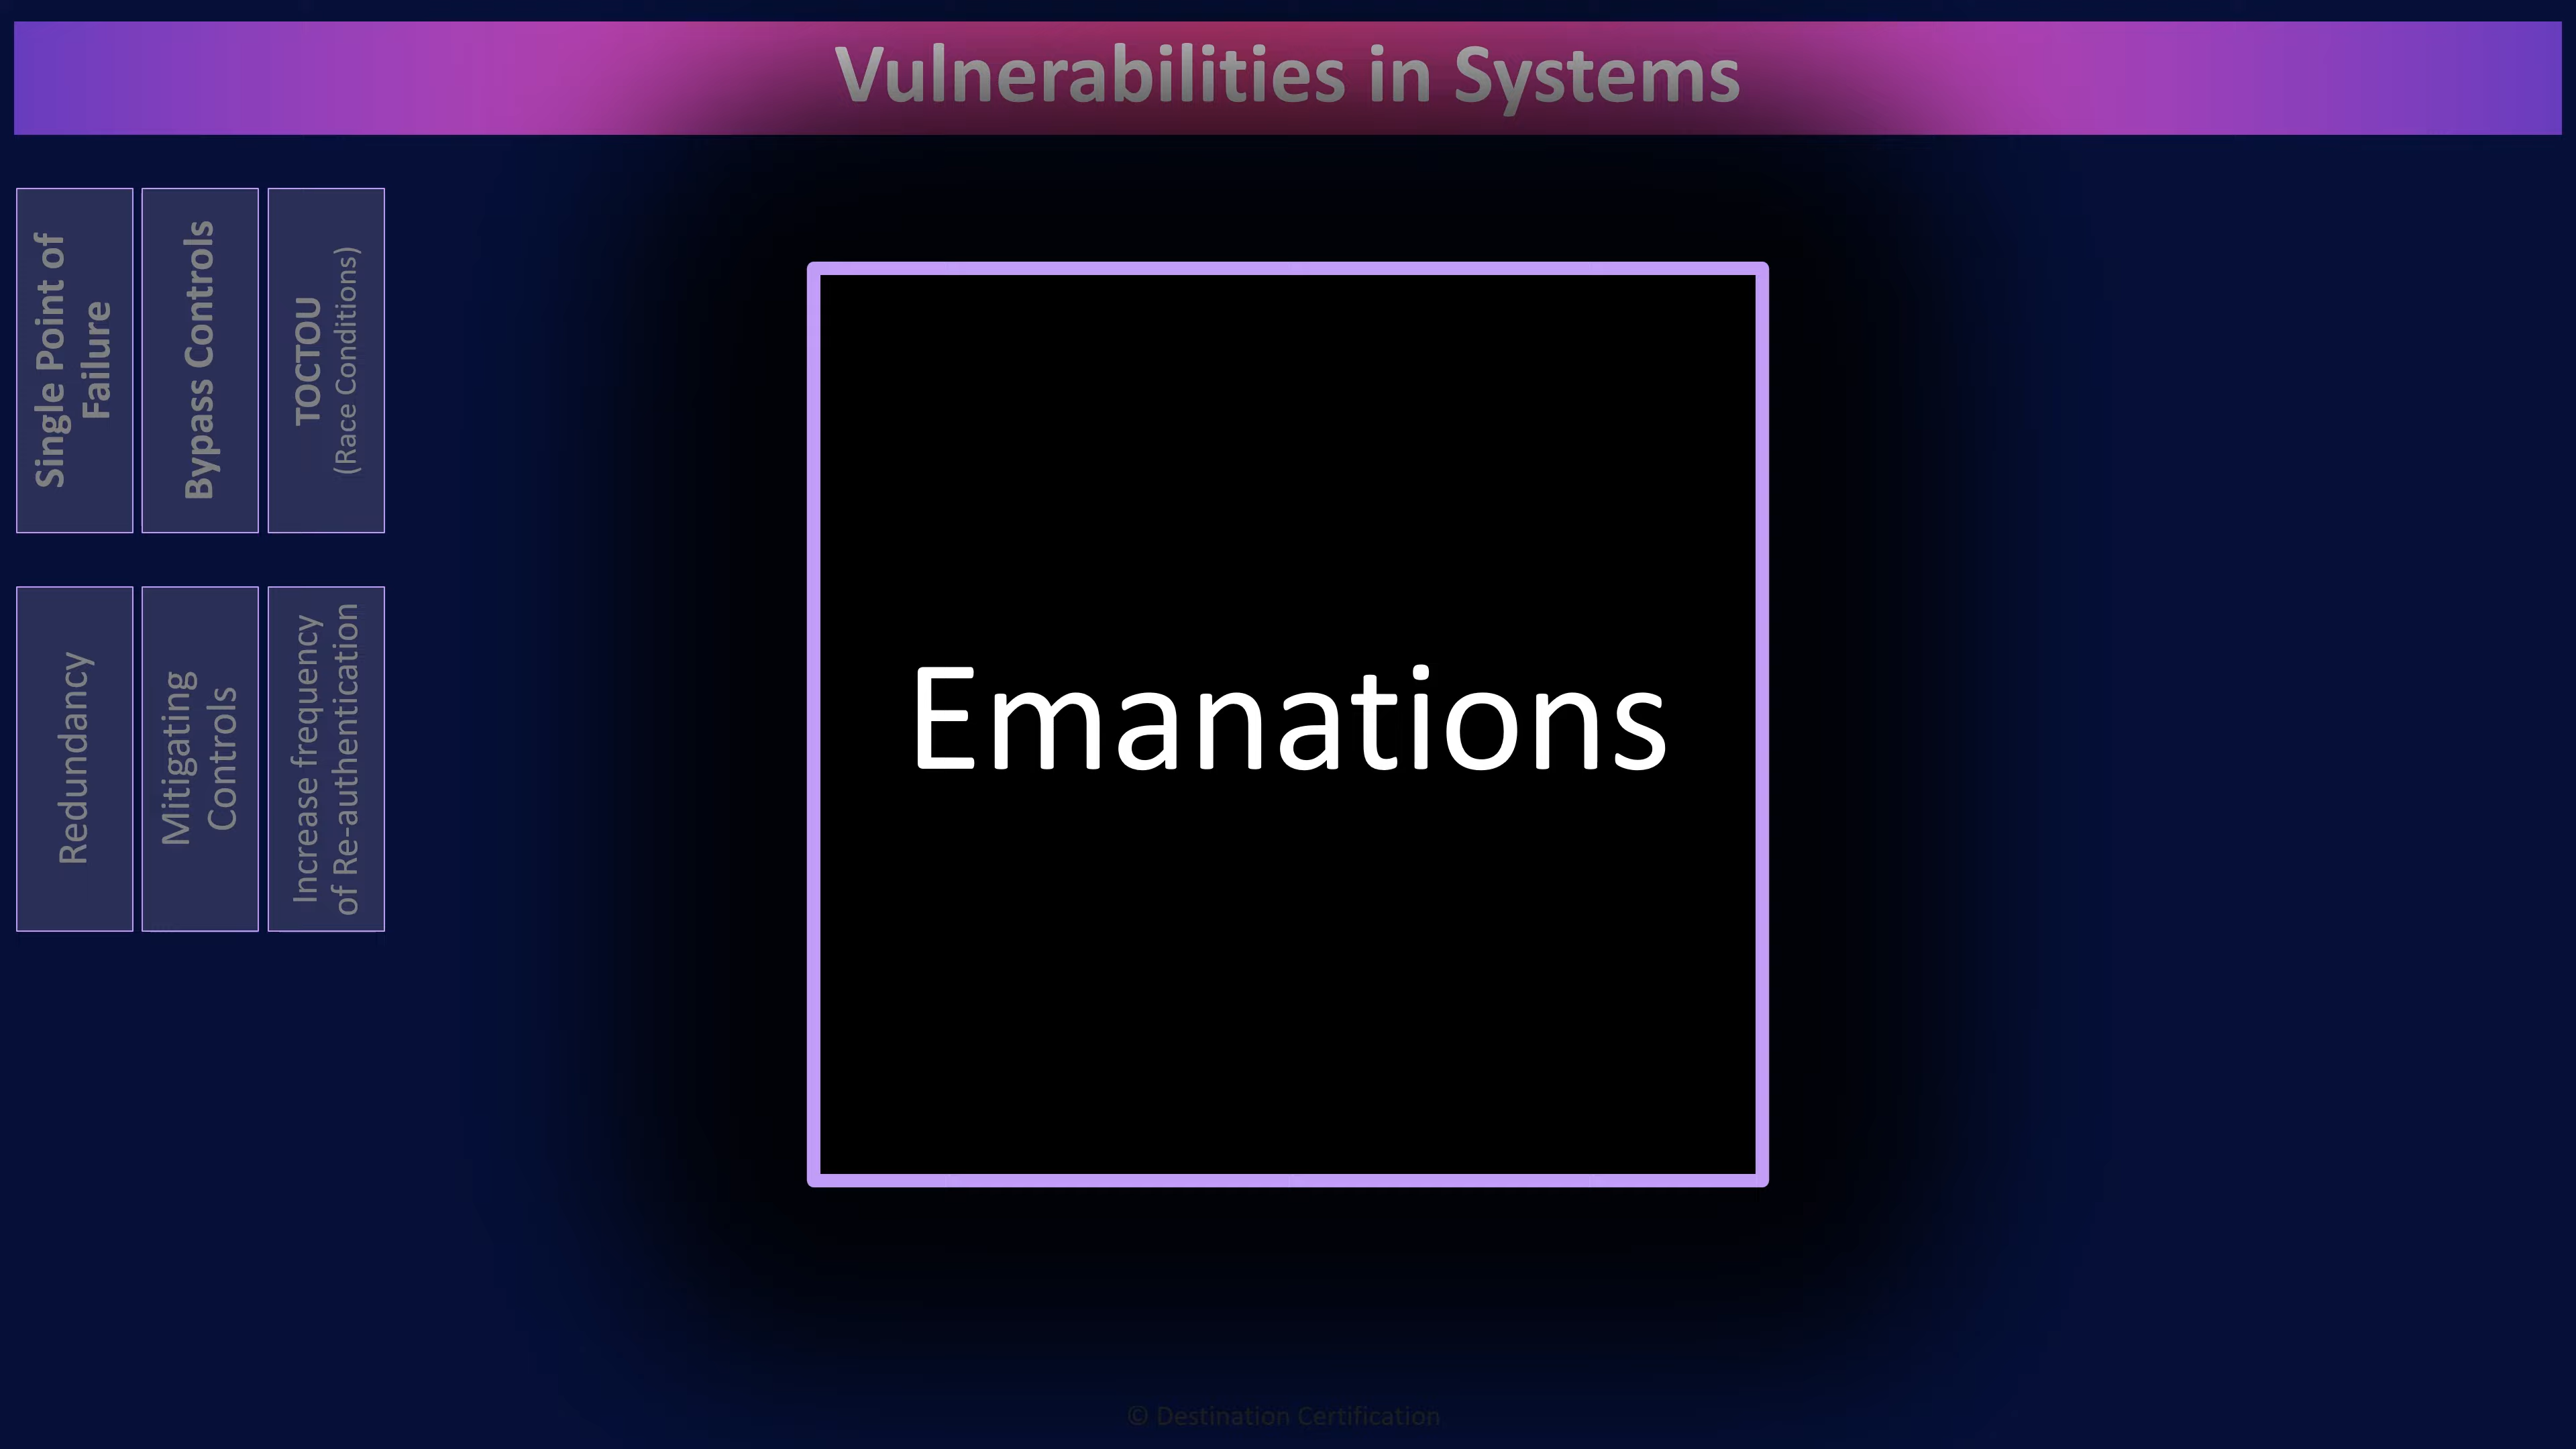 Vulnerabilities in Systems
Single Point of
Failure
Bypass Controls
TOCTOU
(Race Conditions)
Redundancy
Mitigating
Controls
Increase frequency
of Re-authentication
Emanations
© Destination Certification